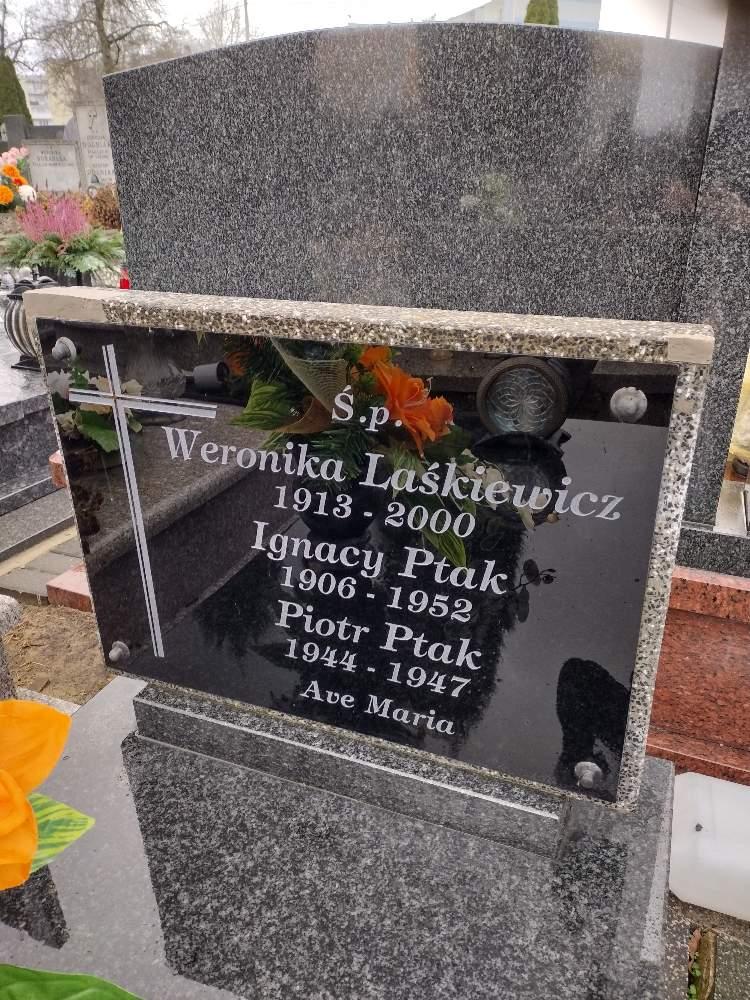 Ś.p.
Weronika Laśkiewicz
1913 - 2000
Ignacy Ptak
1906 - 1952
Piotr Ptak
1944 - 1947
Ave Maria